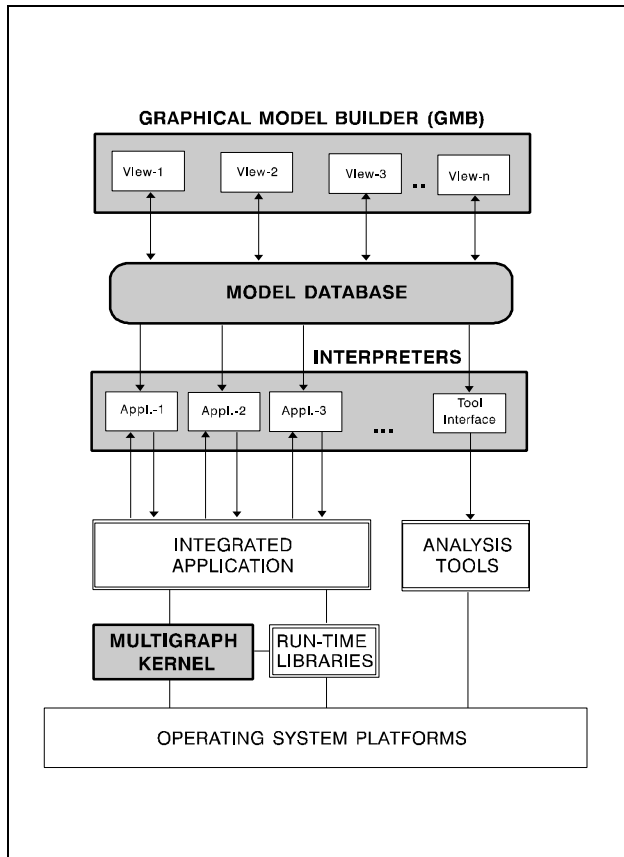 GRAPHICAL MODEL BUILDER (GMB)
View-1
View-2
View-3
..
View-n
MODEL DATABASE
INTERPRETERS
Appl.-1
Appl.-2
Appl.-3
...
Tool
Interface
INTEGRATED
APPLICATION
ANALYSIS
TOOLS
MULTIGRAPH
KERNEL
RUN-TIME
LIBRARIES
OPERATING SYSTEM PLATFORMS